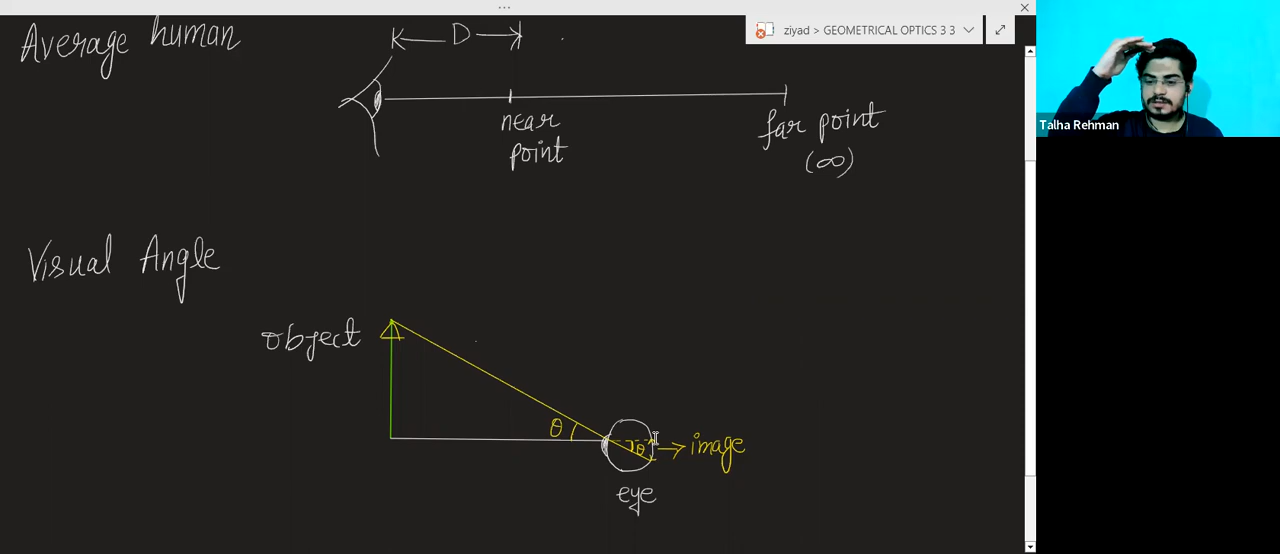 ziyad > GEOMETRICAL OPTICS 3 3
Average human
D
near
point
far point
(∞)
Talha Rehman
Visual Angle
object
θ
θ
image
eye